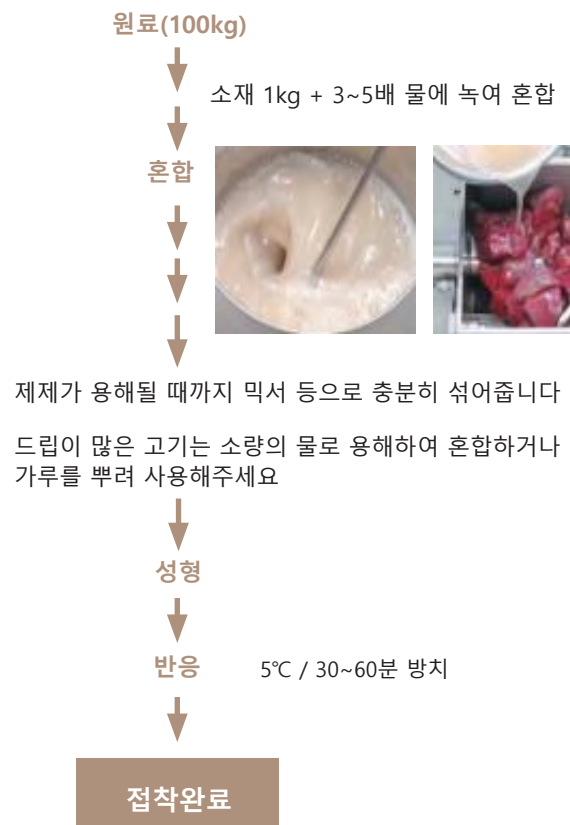 원료(100kg)
소재 1kg + 3~5배 물에 녹여 혼합
혼합
제제가 용해될 때까지 믹서 등으로 충분히 섞어줍니다
드립이 많은 고기는 소량의 물로 용해하여 혼합하거나
가루를 뿌려 사용해주세요
성형
반응
5℃ / 30~60분 방치
접착완료